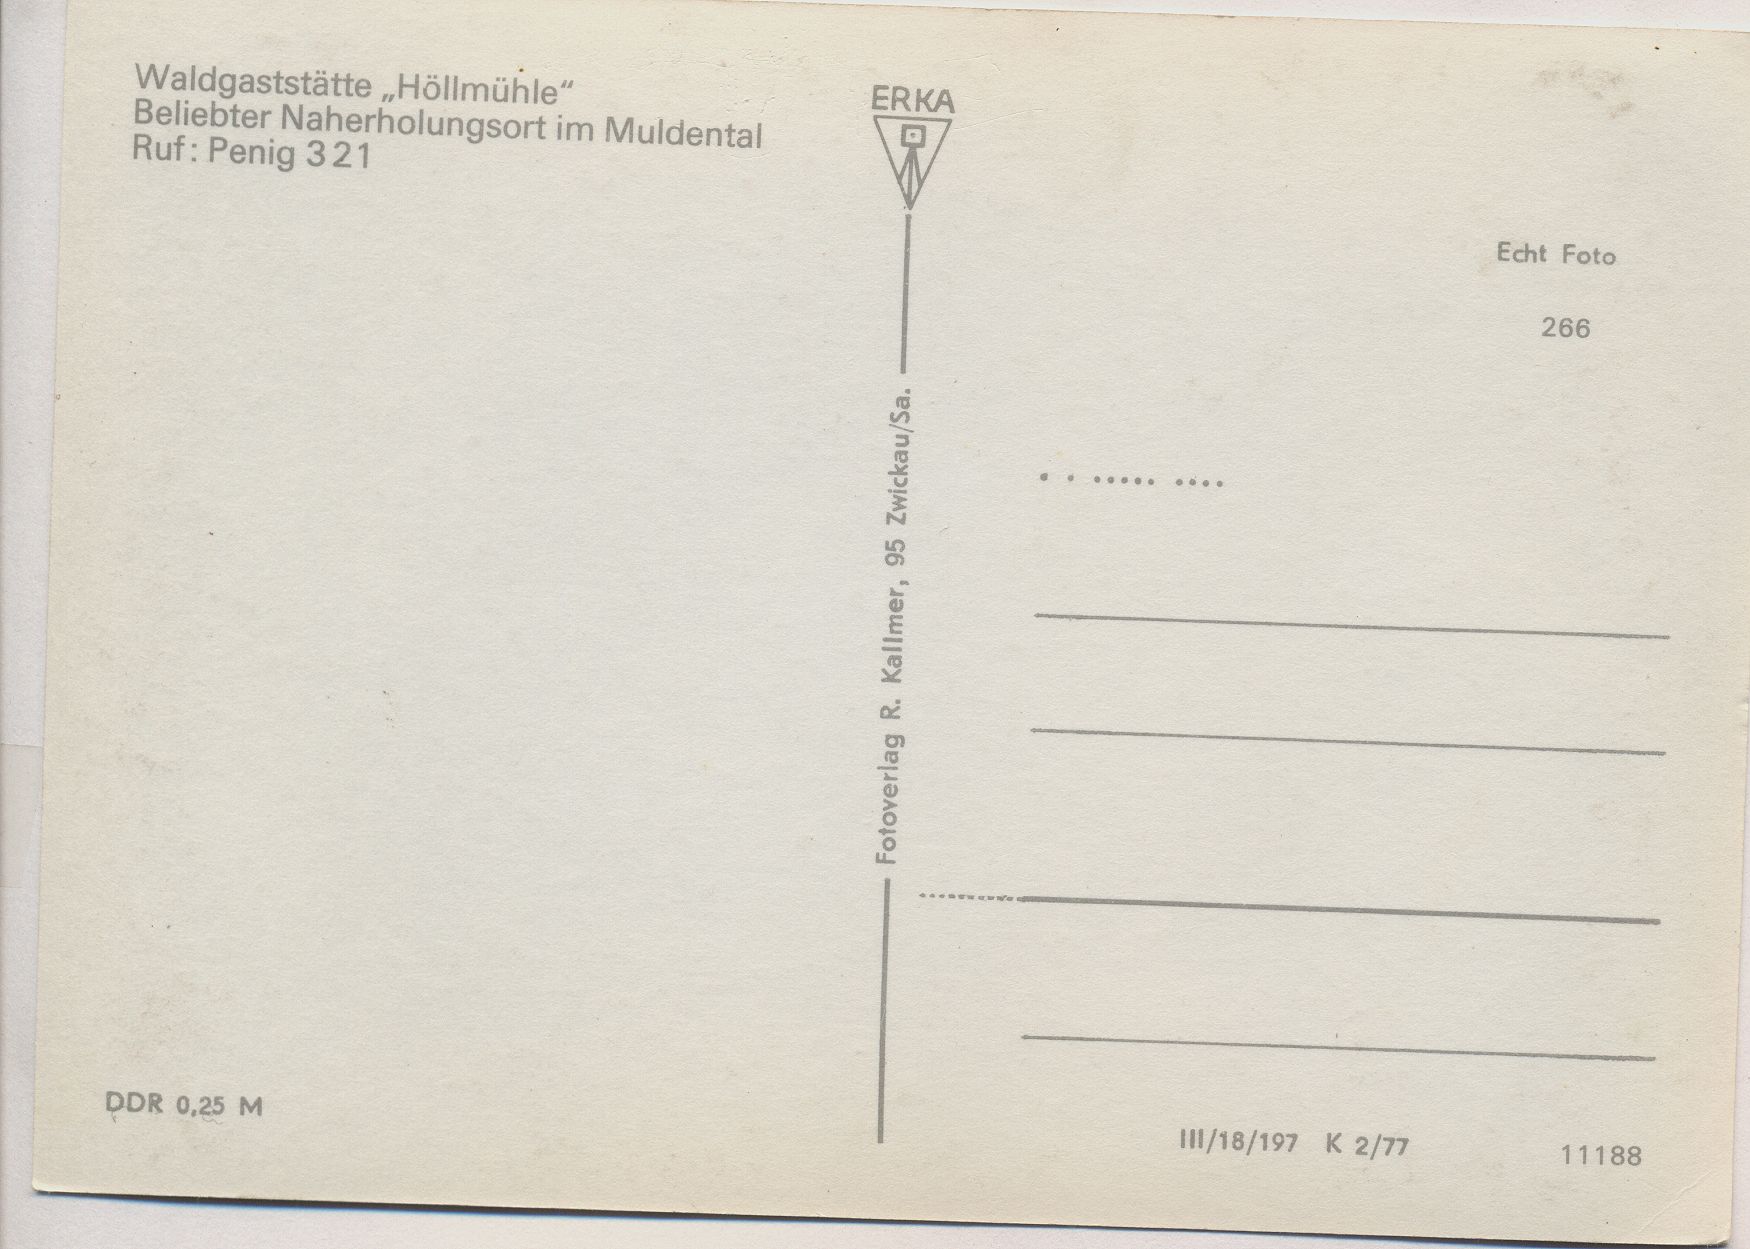 Waldgaststätte „Höllmühle“
Beliebter Naherholungsort im Muldental
Ruf: Penig 321
ERKA
Echt Foto
266
Fotoverlag R. Kallmer, 95 Zwickau/Sa.
DDR 0,25 M
III/18/197 K 2/77
11188